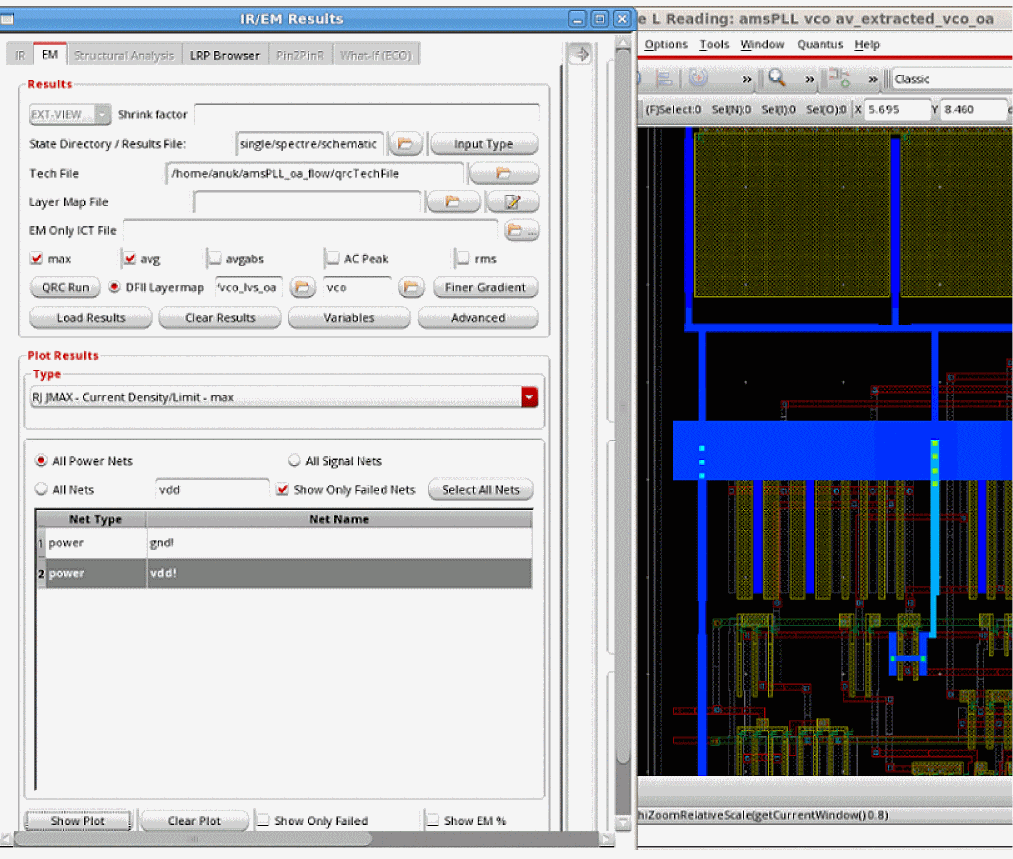 IR/EM Results
IR EM Structural Analysis LRP Browser Pin2PinR What-if (ECO)
Results
EXT-VIEW Shrink factor
State Directory / Results File: single/spectre/schematic Input Type
Tech File /home/anuk/amsPLL_oa_flow/qrcTechFile
Layer Map File
EM Only ICT File ...
max avg avgabs AC Peak rms
QRC Run DFII Layermap 'vco_lvs_oa vco Finer Gradient
Load Results Clear Results Variables Advanced
Plot Results
Type
RJ JMAX - Current Density/Limit - max
All Power Nets All Signal Nets
All Nets vdd Show Only Failed Nets Select All Nets
Net Type Net Name
1 power gnd!
2 power vdd!
Show Plot Clear Plot Show Only Failed Show EM %
e L Reading: amsPLL vco av_extracted_vco_oa
Options Tools Window Quantus Help
» » » Classic
(F)Select:0 Sel(N):0 Sel(I):0 Sel(O):0 X 5.695 Y 8.460
hiZoomRelativeScale(getCurrentWindow() 0.8)